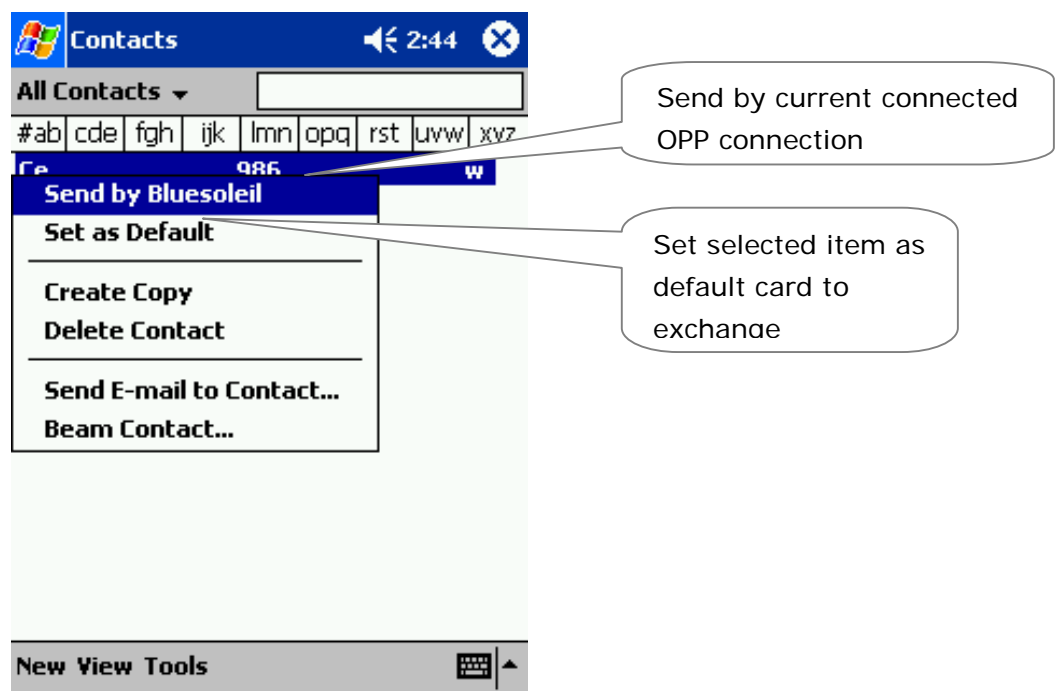 Contacts 2:44
All Contacts
#ab cde fgh ijk lmn opq rst uvw xyz
Ce 986 w
Send by Bluesoleil
Set as Default
Create Copy
Delete Contact
Send E-mail to Contact...
Beam Contact...
New View Tools
Send by current connected
OPP connection
Set selected item as
default card to
exchange